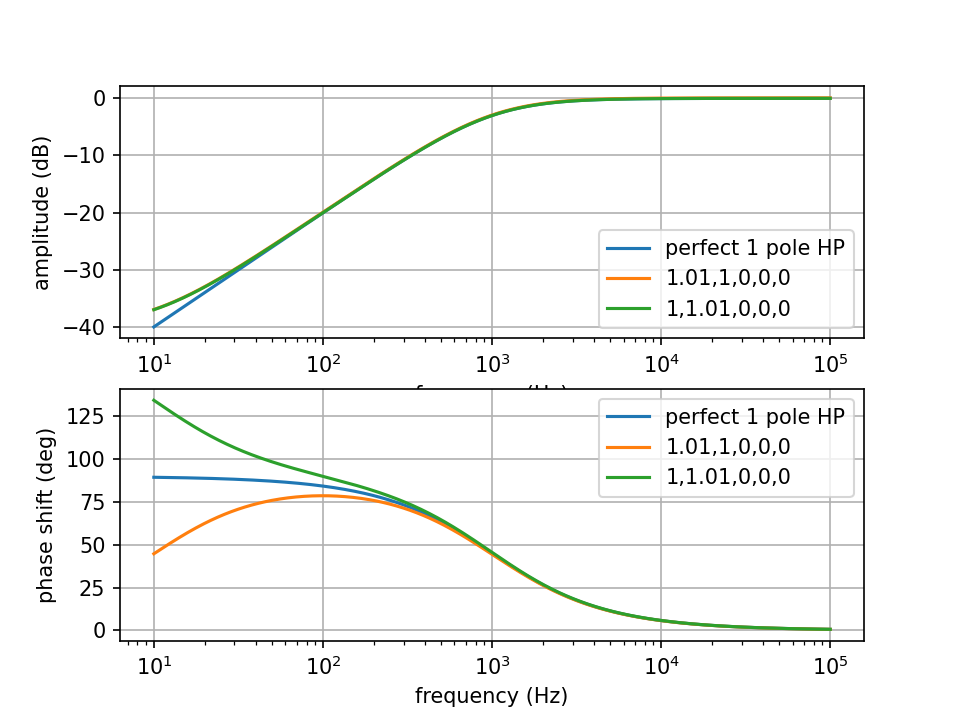 0
−10
−20
−30
−40
amplitude (dB)
perfect 1 pole HP
1.01,1,0,0,0
1,1.01,0,0,0
10¹ 10² 10³ 10⁴ 10⁵
frequency (Hz)
125
100
75
50
25
0
phase shift (deg)
perfect 1 pole HP
1.01,1,0,0,0
1,1.01,0,0,0
10¹ 10² 10³ 10⁴ 10⁵
frequency (Hz)